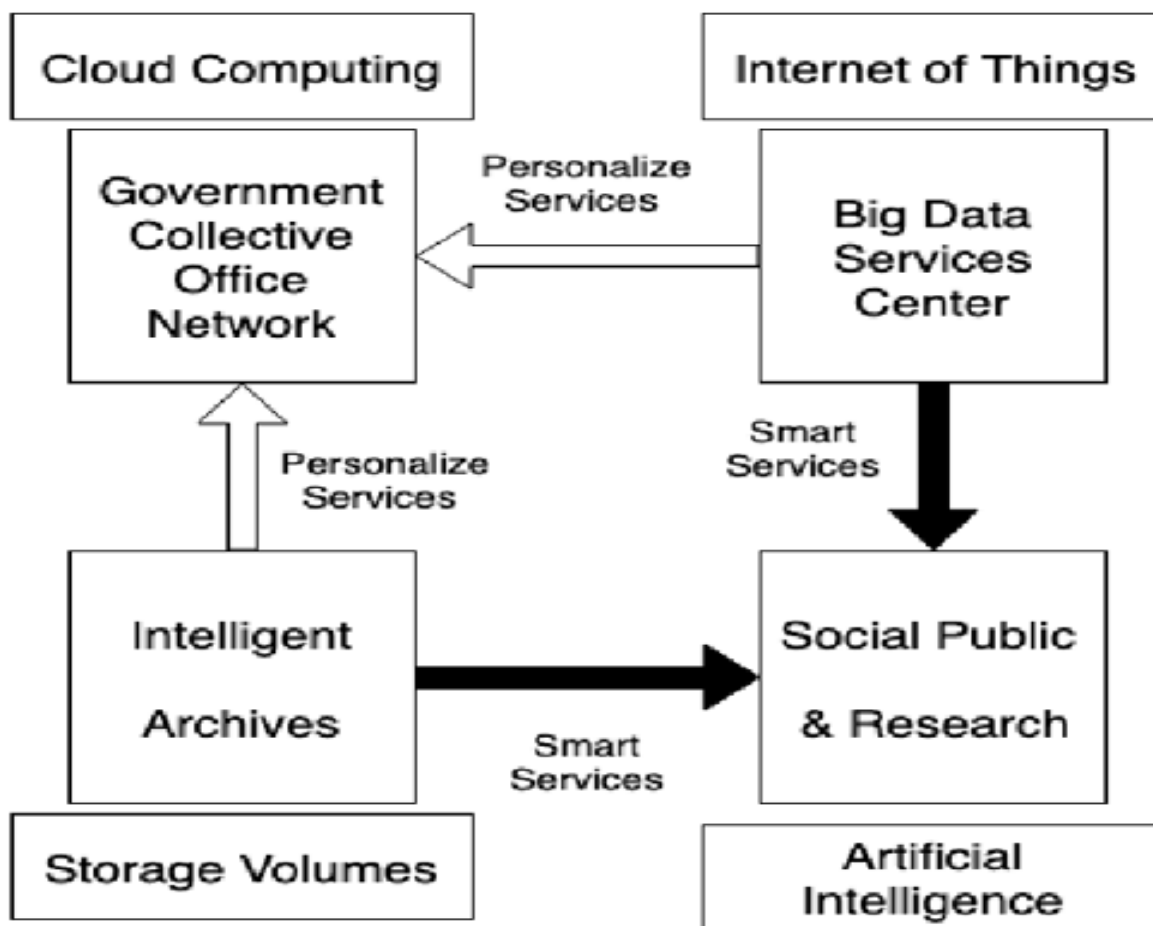 Cloud Computing
Internet of Things
Government
Collective
Office
Network
Personalize
Services
Big Data
Services
Center
Personalize
Services
Smart
Services
Intelligent
Archives
Smart
Services
Social Public
& Research
Storage Volumes
Artificial
Intelligence